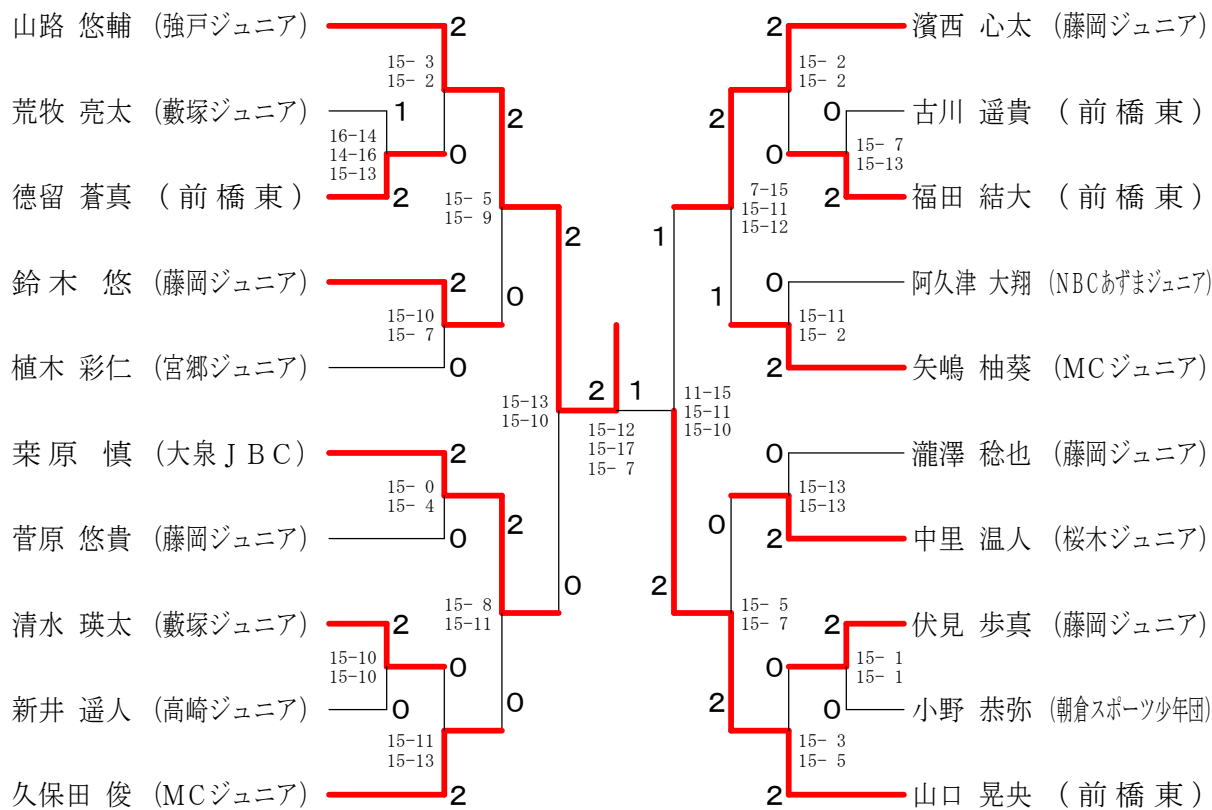 山路 悠輔 (強戸ジュニア) 2 2 濱西 心太 (藤岡ジュニア)
15- 3 15- 2
15- 2 15- 2
荒牧 亮太 (藪塚ジュニア) 1 2 2 0 古川 遥貴 (前橋東)
16-14 15- 7
14-16 0 0 15-13
15-13
德留 蒼真 (前橋東) 2 2 福田 結大 (前橋東)
15- 5 7-15
15- 9 15-11
15-12
2 1
鈴木 悠 (藤岡ジュニア) 2 0 1 0 阿久津 大翔 (NBCあずまジュニア)
15-10 15-11
15- 7 15- 2
植木 彩仁 (宮郷ジュニア) 0 2 矢嶋 柚葵 (MCジュニア)
2 1
15-13 11-15
15-10 15-11
15-10
15-12
15-17
15- 7
桒原 慎 (大泉JBC) 2 0 瀧澤 稔也 (藤岡ジュニア)
15- 0 15-13
15- 4 15-13
菅原 悠貴 (藤岡ジュニア) 0 2 0 2 中里 温人 (桜木ジュニア)
0 2
15- 8 15- 5
15-11 15- 7
清水 瑛太 (藪塚ジュニア) 2 2 伏見 歩真 (藤岡ジュニア)
15-10 15- 1
15-10 15- 1
0 0
新井 遥人 (高崎ジュニア) 0 0 2 0 小野 恭弥 (朝倉スポーツ少年団)
15-11 15- 3
15-13 15- 5
久保田 俊 (MCジュニア) 2 2 山口 晃央 (前橋東)